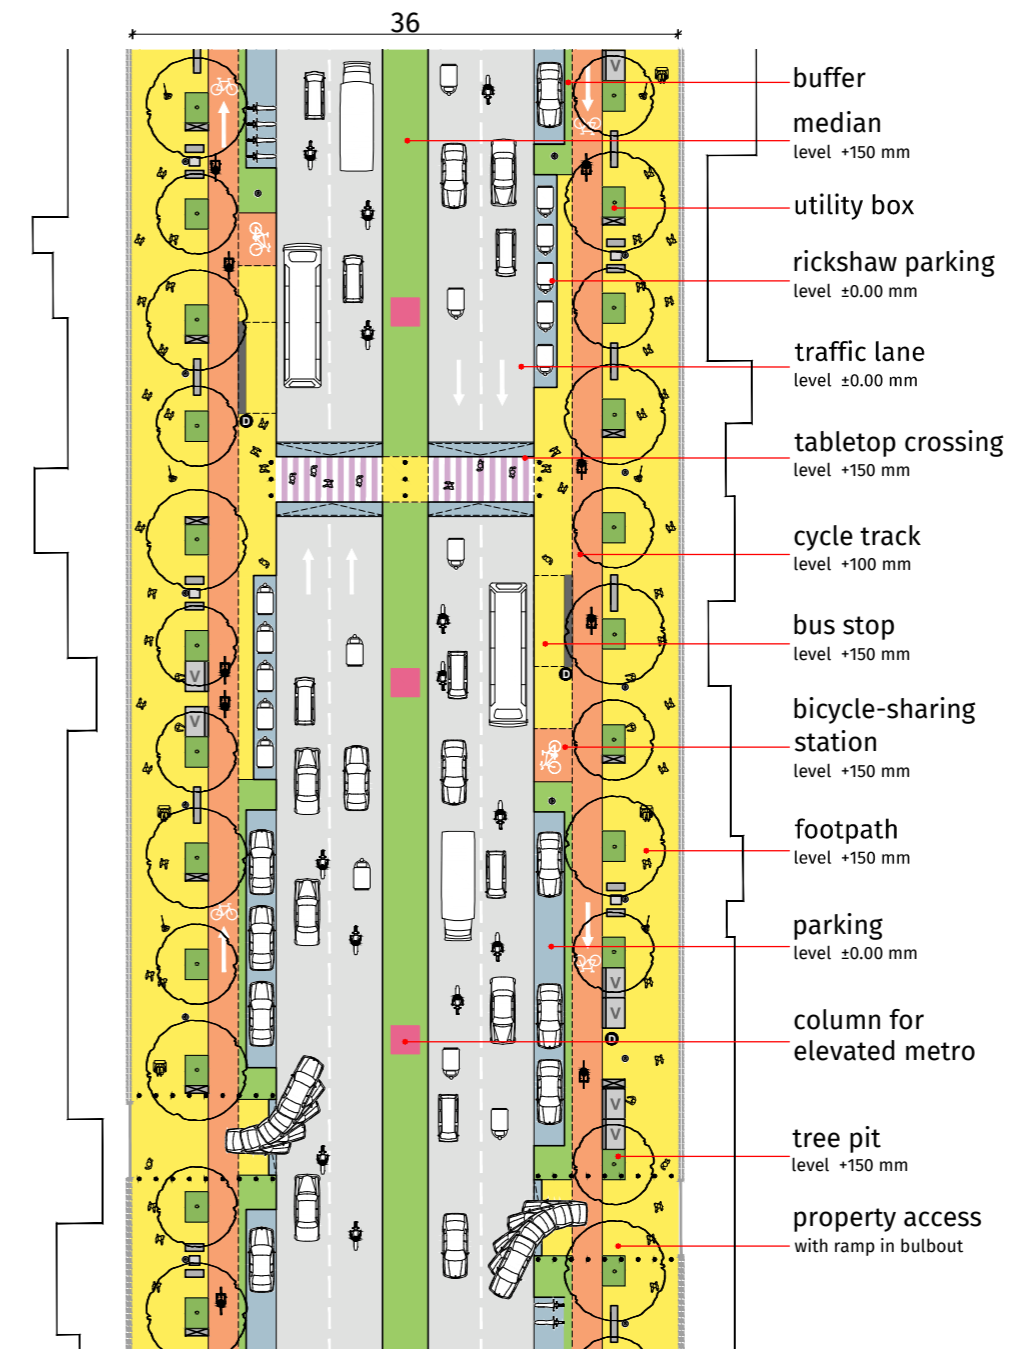 36
buffer
median
level +150 mm
utility box
rickshaw parking
level ±0.00 mm
traffic lane
level ±0.00 mm
tabletop crossing
level +150 mm
cycle track
level +100 mm
bus stop
level +150 mm
bicycle-sharing
station
level +150 mm
footpath
level +150 mm
parking
level ±0.00 mm
column for
elevated metro
tree pit
level +150 mm
property access
with ramp in bulbout
V
D
D
V
V
V
V
D
V
V